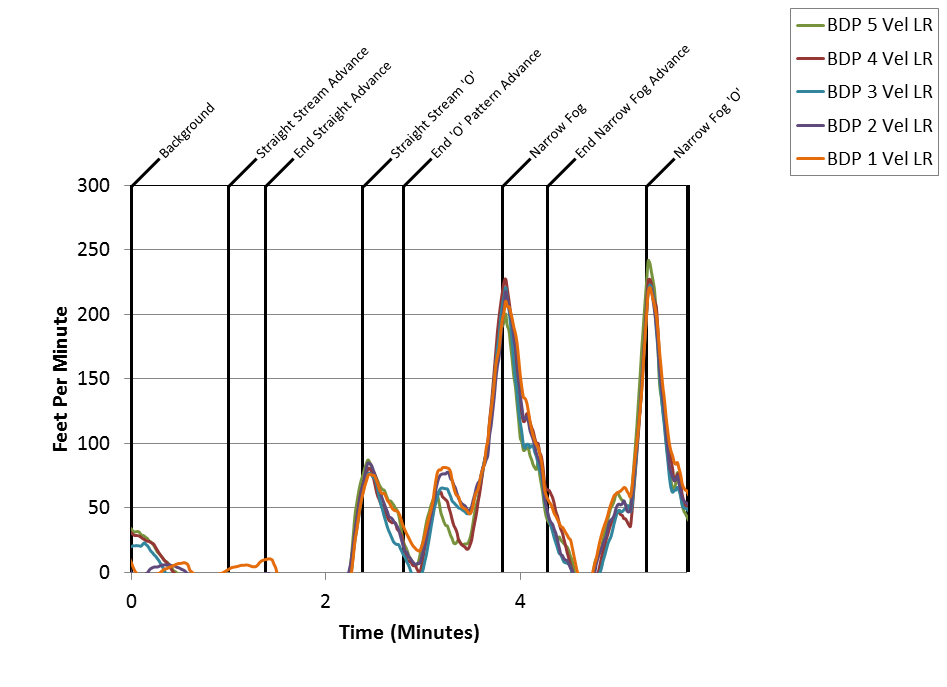 BDP 5 Vel LR
BDP 4 Vel LR
BDP 3 Vel LR
BDP 2 Vel LR
BDP 1 Vel LR
Background
Straight Stream Advance
End Straight Advance
Straight Stream 'O'
End 'O' Pattern Advance
Narrow Fog
End Narrow Fog Advance
Narrow Fog 'O'
300
250
200
150
100
50
0
Feet Per Minute
0 2 4
Time (Minutes)